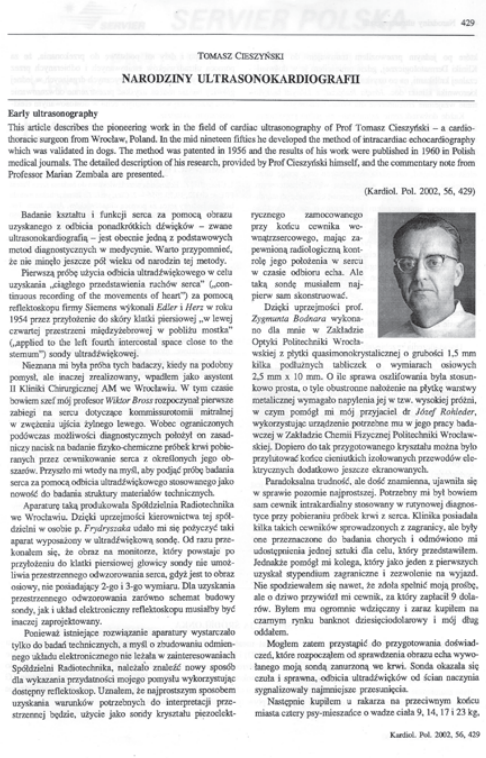 429
TOMASZ CIESZYŃSKI
NARODZINY ULTRASONOKARDIOGRAFII
Early ultrasonography
This article describes the pioneering work in the field of cardiac ultrasonography of Prof Tomasz Cieszyński – a cardio-
thoracic surgeon from Wrocław, Poland. In the mid nineteen fifties he developed the method of intracardiac echocardiography
which was validated in dogs. The method was patented in 1956 and the results of his work were published in 1960 in Polish
medical journals. The detailed description of his research, provided by Prof Cieszyński himself, and the commentary note from
Professor Marian Zembala are presented.
(Kardiol. Pol. 2002, 56, 429)
Badanie kształtu i funkcji serca za pomocą obrazu
uzyskanego z odbicia ponadkrótkich dźwięków – zwane
ultrasonokardiografią – jest obecnie jedną z podstawowych
metod diagnostycznych w medycynie. Warto przypomnieć,
że nie minęło jeszcze pół wieku od narodzin tej metody.
Pierwszą próbę użycia odbicia ultradźwiękowego w celu
uzyskania „ciągłego przedstawienia ruchów serca” („con-
tinuous recording of the movements of heart”) za pomocą
reflektoskopu firmy Siemens wykonali Edler i Herz w roku
1954 przez przyłożenie do skóry klatki piersiowej „w lewej
czwartej przestrzeni międzyżebrowej w pobliżu mostka”
(„applied to the left fourth intercostal space close to the
sternum”) sondy ultradźwiękowej.
Nieznana mi była próba tych badaczy, kiedy na podobny
pomysł, ale inaczej zrealizowany, wpadłem jako asystent
II Kliniki Chirurgicznej AM we Wrocławiu. W tym czasie
bowiem szef mój profesor Wiktor Bross rozpoczynał pierwsze
zabiegi na sercu dotyczące kommissurotomii mitralnej
w zwężeniu ujścia żylnego lewego. Wobec ograniczonych
podówczas możliwości diagnostycznych położył on zasad-
niczy nacisk na badanie fizyko-chemiczne próbek krwi pobie-
ranych przez cewnikowanie serca z określonych jego ob-
szarów. Przyszło mi wtedy na myśl, aby podjąć próbę badania
serca za pomocą odbicia ultradźwiękowego stosowanego jako
nowość do badania struktury materiałów technicznych.
Aparaturę taką produkowała Spółdzielnia Radiotechnika
we Wrocławiu. Dzięki uprzejmości kierownictwa tej spół-
dzielni w osobie p. Frydryszaka udało mi się pożyczyć taki
aparat wyposażony w ultradźwiękową sondę. Od razu prze-
konałem się, że obraz na monitorze, który powstaje po
przyłożeniu do klatki piersiowej głowicy sondy nie umoż-
liwia przestrzennego odwzorowania serca, gdyż jest to obraz
osiowy, nie posiadający 2-go i 3-go wymiaru. Dla uzyskania
przestrzennego odwzorowania zarówno schemat budowy
sondy, jak i układ elektroniczny reflektoskopu musiałby być
inaczej zaprojektowany.
Ponieważ istniejące rozwiązanie aparatury wystarczało
tylko do badań technicznych, a myśl o zbudowaniu odmien-
nego układu elektronicznego nie leżała w zainteresowaniach
Spółdzielni Radiotechnik, należało znaleźć nowy sposób
dla wykazania przydatności mojego pomysłu wykorzystując
dostępny reflektoskop. Uznałem, że najprostszym sposobem
uzyskania warunków potrzebnych do interpretacji prze-
strzennej będzie, użycie jako sondy kryształu piezoelekt-
rycznego zamocowanego
przy końcu cewnika we-
wnątrzsercowego, mając za-
pewnioną radiologiczną kont-
rolę jego położenia w sercu
w czasie odbioru echa. Ale
taką sondę musiałem naj-
pierw sam skonstruować.
Dzięki uprzejmości prof.
Zygmunta Bodnara wykona-
no dla mnie w Zakładzie
Optyki Politechniki Wrocła-
wskiej z płytki quasimonokrystalicznej o grubości 1,5 mm
kilka podłużnych tabliczek o wymiarach osiowych
2,5 mm x 10 mm. O ile sprawa oszlifowania była stosun-
kowo prosta, o tyle obustronne nałożenie na płytkę warstwy
metalicznej wymagało napylenia jej w tzw. wysokiej próżni,
w czym pomógł mi mój przyjaciel dr Józef Rohleder,
wykorzystując urządzenie potrzebne mu w jego pracy bada-
wczej w Zakładzie Chemii Fizycznej Politechniki Wrocław-
skiej. Dopiero do tak przygotowanego kryształu można było
przylutować końce cieniutkich izolowanych przewodów ele-
ktrycznych dodatkowo jeszcze ekranowanych.
Paradoksalna trudność, ale dość znamienna, ujawniła się
w sprawie pozornie najprostszej. Potrzebny mi był bowiem
sam cewnik intrakardialny stosowany w rutynowej diagnos-
tyce przy pobieraniu próbek krwi z serca. Klinika posiadała
kilka takich cewników sprowadzonych z zagranicy, ale były
one przeznaczone do badania chorych i odmówiono mi
udostępnienia jednej sztuki dla celu, który przedstawiłem.
Jednakże pomógł mi kolega, który jako jeden z pierwszych
uzyskał stypendium zagraniczne i zezwolenie na wyjazd.
Nie spodziewałem się nawet, że zdoła spełnić moją prośbę,
ale o dziwo przywiózł mi cewnik, za który zapłacił 9 dola-
rów. Byłem mu ogromnie wdzięczny i zaraz kupiłem na
czarnym rynku banknot dziesięciodolarowy i mój dług
oddałem.
Mogłem zatem przystąpić do przygotowania doświad-
czeń, które rozpocząłem od sprawdzenia obrazu echa wywo-
łanego moją sondą zanurzoną we krwi. Sonda okazała się
czuła i sprawna, odbicia ultradźwięków od ścian naczynia
sygnalizowały najmniejsze przesunięcia.
Następnie kupiłem u rakarza na przeciwnym końcu
miasta cztery psy-mieszańce o wadze ciała 9, 14, 17 i 23 kg,
Kardiol. Pol. 2002, 56, 429